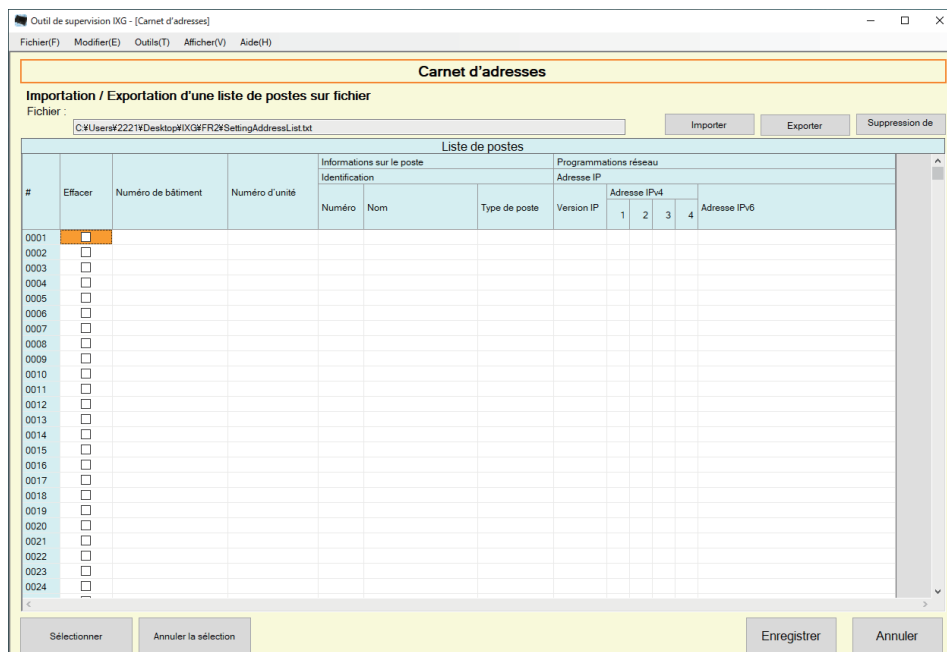 Outil de supervision IXG - [Carnet d'adresses]
Fichier(F) Modifier(E) Outils(T) Afficher(V) Aide(H)
Carnet d'adresses
Importation / Exportation d'une liste de postes sur fichier
Fichier :
C:¥Users¥2221¥Desktop¥IXG¥FR2¥SettingAddressList.txt
Importer Exporter Suppression de
Liste de postes
Informations sur le poste Programmations réseau
Identification Adresse IP
# Effacer Numéro de bâtiment Numéro d'unité Numéro Nom Type de poste Version IP Adresse IPv4 Adresse IPv6
1 2 3 4
0001
0002
0003
0004
0005
0006
0007
0008
0009
0010
0011
0012
0013
0014
0015
0016
0017
0018
0019
0020
0021
0022
0023
0024
Sélectionner Annuler la sélection Enregistrer Annuler